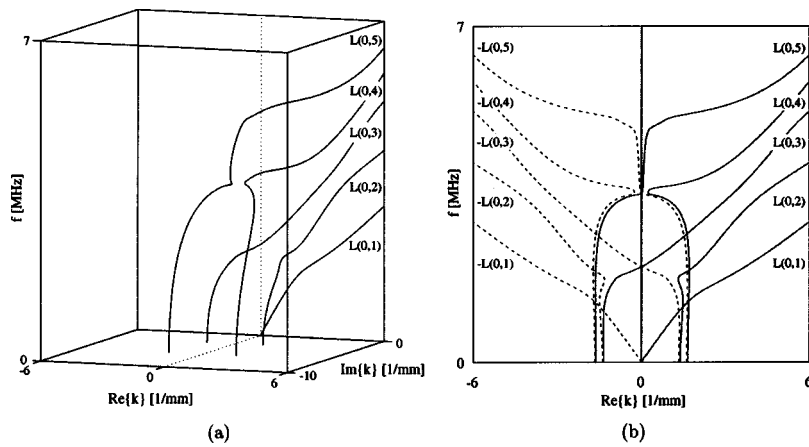 7
f [MHz]
0
-6
0
Re{k} [1/mm]
6
-10
Im{k} [1/mm]
0
L(0,5)
L(0,4)
L(0,3)
L(0,2)
L(0,1)
(a)
7
f [MHz]
0
-6
0
Re{k} [1/mm]
6
-L(0,5)
-L(0,4)
-L(0,3)
-L(0,2)
-L(0,1)
L(0,5)
L(0,4)
L(0,3)
L(0,2)
L(0,1)
(b)